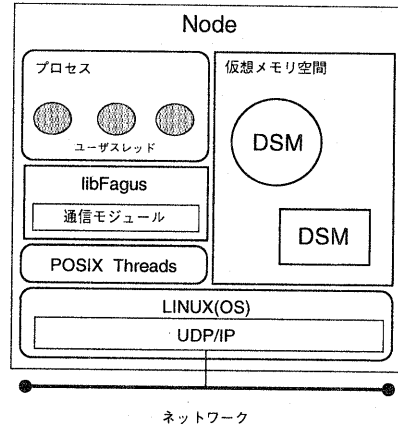 Node
プロセス
ユーザスレッド
libFagus
通信モジュール
POSIX Threads
仮想メモリ空間
DSM
DSM
LINUX(OS)
UDP/IP
ネットワーク